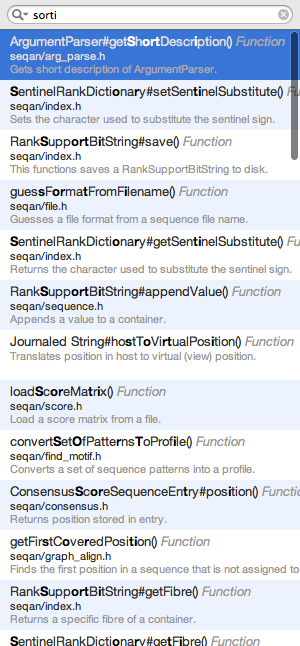 sorti
ArgumentParser#getShortDescription() Function
seqan/arg_parse.h
Gets short description of ArgumentParser.
SentinelRankDictionary#setSentinelSubstitute() Fu
seqan/index.h
Sets the character used to substitute the sentinel sign.
RankSupportBitString#save() Function
seqan/index.h
This functions saves a RankSupportBitString to disk.
guessFormatFromFilename() Function
seqan/file.h
Guesses a file format from a sequence file name.
SentinelRankDictionary#getSentinelSubstitute() Fu
seqan/index.h
Returns the character used to substitute the sentinel sign.
RankSupportBitString#appendValue() Function
seqan/sequence.h
Appends a value to a container.
Journaled String#hostToVirtualPosition() Function
Translates position in host to virtual (view) position.
loadScoreMatrix() Function
seqan/score.h
Load a score matrix from a file.
convertSetOfPatternsToProfile() Function
seqan/find_motif.h
Converts a set of sequence patterns into a profile.
ConsensusScoreSequenceEntry#position() Functi
seqan/consensus.h
Returns position stored in entry.
getFirstCoveredPosition() Function
seqan/graph_align.h
Finds the first position in a sequence that is not assigned to
RankSupportBitString#getFibre() Function
seqan/index.h
Returns a specific fibre of a container.
SentinelRankDictionary#getFibre() Function